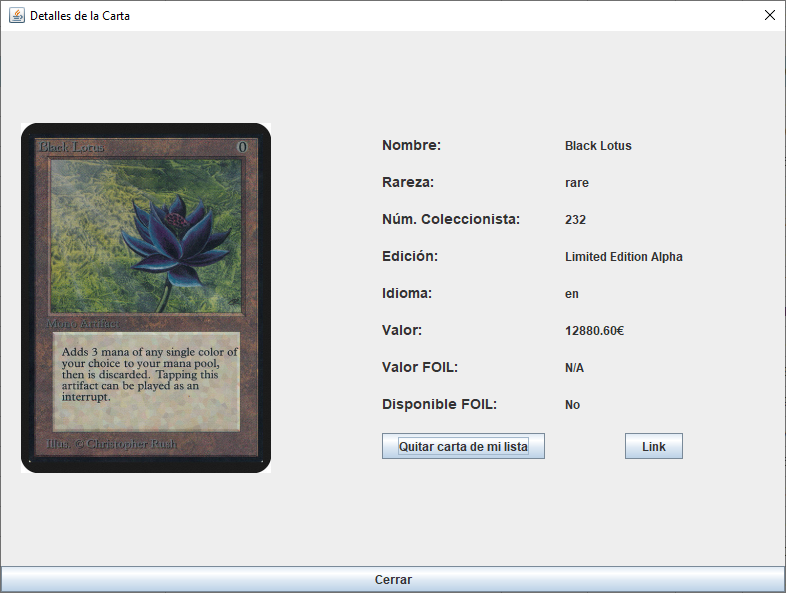 Detalles de la Carta
Black Lotus
0
Mono Artifact
Adds 3 mana of any single color of
your choice to your mana pool,
then is discarded. Tapping this
artifact can be played as an
interrupt.
Illus. © Christopher Rush
Nombre: Black Lotus
Rareza: rare
Núm. Coleccionista: 232
Edición: Limited Edition Alpha
Idioma: en
Valor: 12880.60€
Valor FOIL: N/A
Disponible FOIL: No
Quitar carta de mi lista
Link
Cerrar